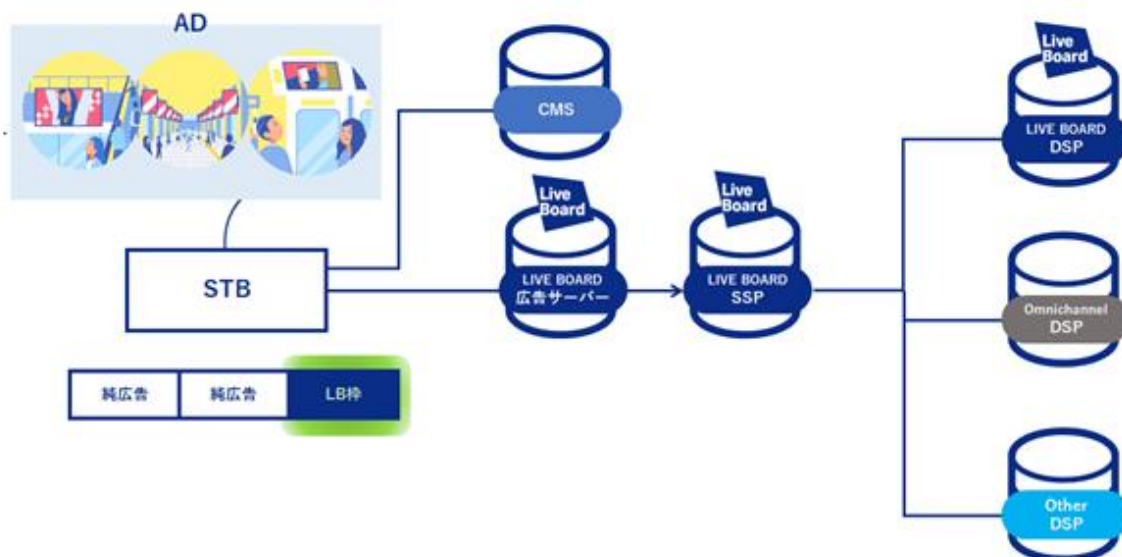 AD
CMS
STB
Live
Board
LIVE BOARD
広告サーバー
Live
Board
LIVE BOARD
SSP
Live
Board
LIVE BOARD
DSP
Omnichannel
DSP
Other
DSP
純広告
純広告
LB枠